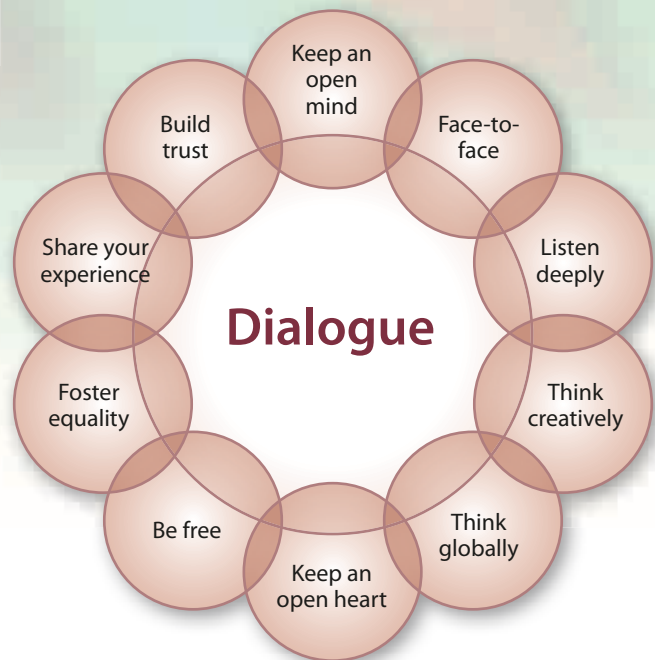 Keep an
open
mind
Face-to-
face
Listen
deeply
Think
creatively
Think
globally
Keep an
open heart
Be free
Foster
equality
Share your
experience
Build
trust
Dialogue